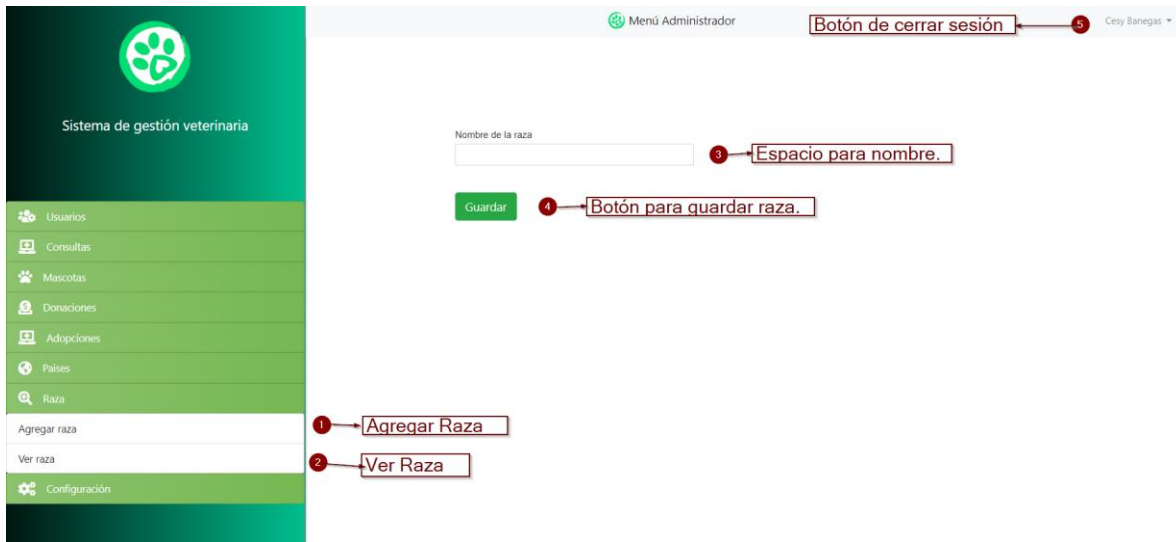 Menú Administrador
Botón de cerrar sesión
5
Cesy Banegas
Sistema de gestión veterinaria
Nombre de la raza
3
Espacio para nombre.
Guardar
4
Botón para guardar raza.
Usuarios
Consultas
Mascotas
Donaciones
Adopciones
Paises
Raza
Agregar raza
1
Agregar Raza
Ver raza
2
Ver Raza
Configuración